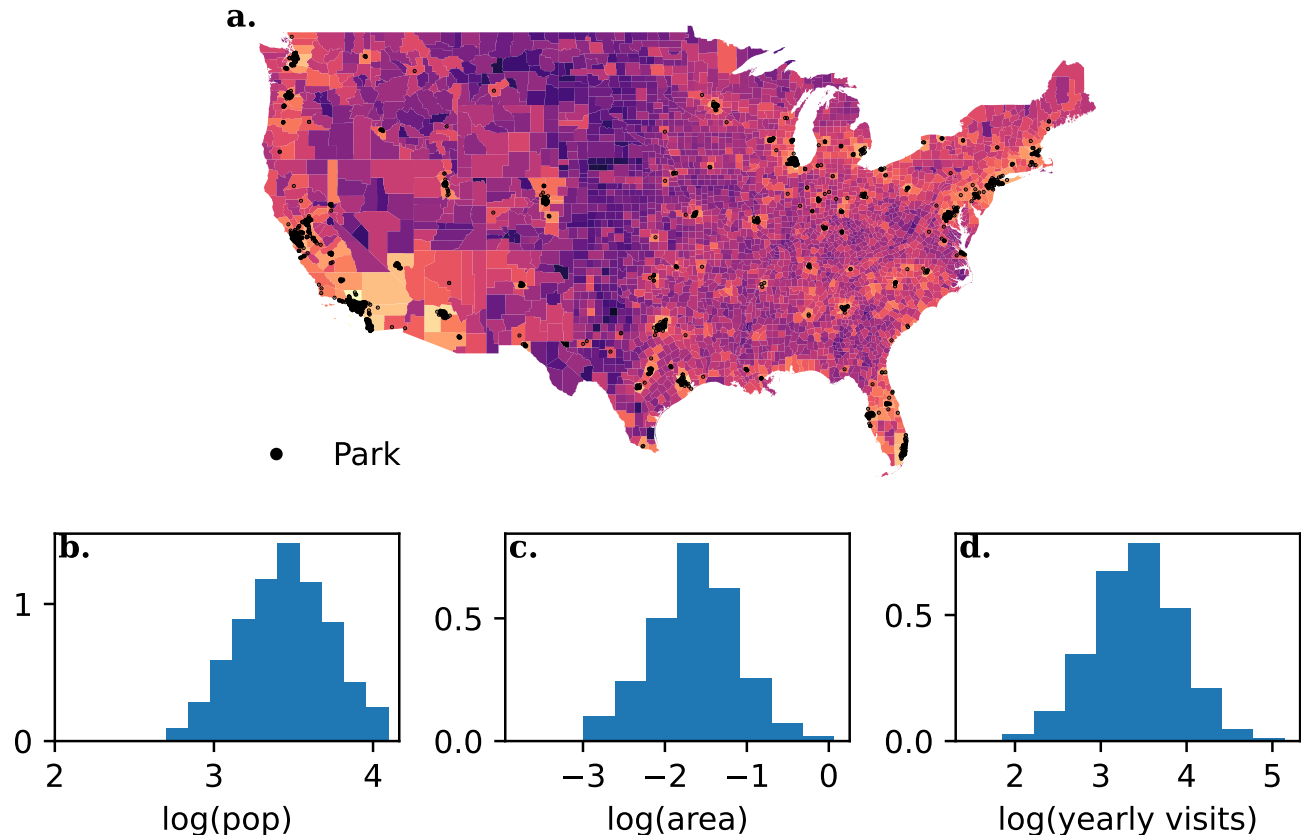 a.
Park
b.
1
0
2 3 4
log(pop)
c.
0.5
0.0
−3 −2 −1 0
log(area)
d.
0.5
0.0
2 3 4 5
log(yearly visits)